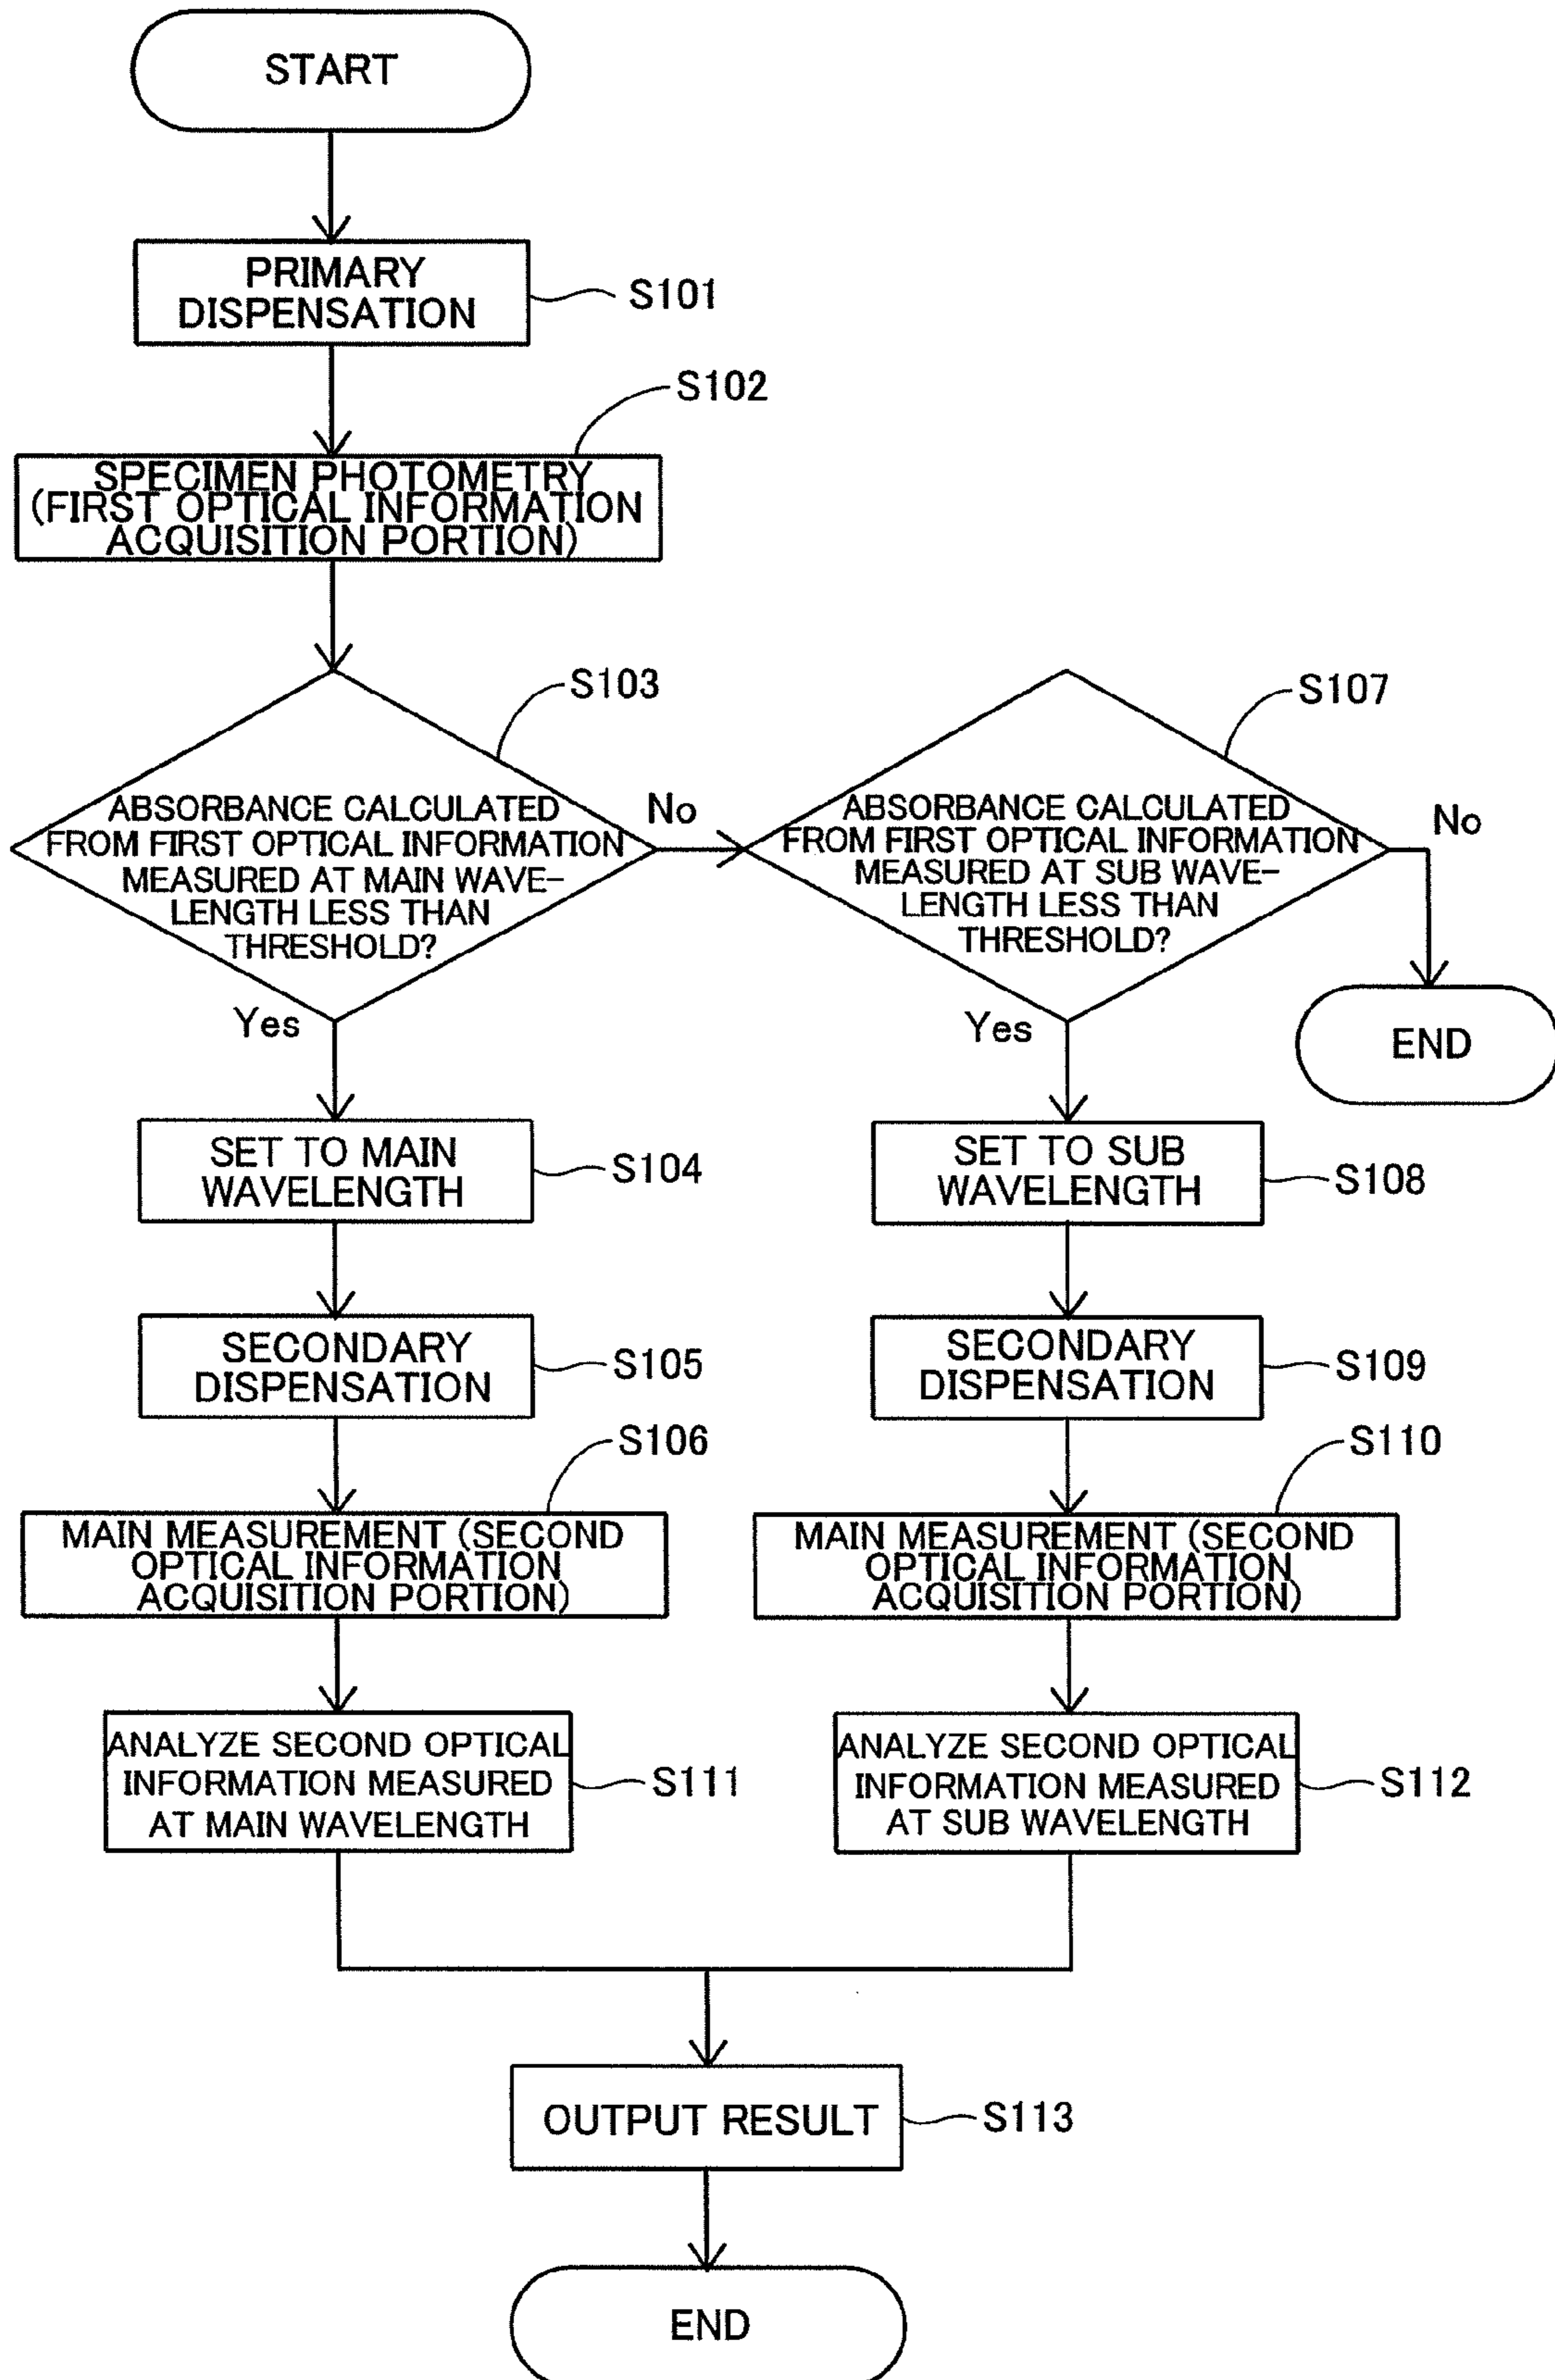 START
PRIMARY
DISPENSATION
S101
S102
SPECIMEN PHOTOMETRY
(FIRST OPTICAL INFORMATION
ACQUISITION PORTION)
S103
ABSORBANCE CALCULATED
FROM FIRST OPTICAL INFORMATION
MEASURED AT MAIN WAVE-
LENGTH LESS THAN
THRESHOLD?
No
Yes
S107
ABSORBANCE CALCULATED
FROM FIRST OPTICAL INFORMATION
MEASURED AT SUB WAVE-
LENGTH LESS THAN
THRESHOLD?
No
Yes
END
SET TO MAIN
WAVELENGTH
S104
SET TO SUB
WAVELENGTH
S108
SECONDARY
DISPENSATION
S105
SECONDARY
DISPENSATION
S109
S106
MAIN MEASUREMENT (SECOND
OPTICAL INFORMATION
ACQUISITION PORTION)
S110
MAIN MEASUREMENT (SECOND
OPTICAL INFORMATION
ACQUISITION PORTION)
ANALYZE SECOND OPTICAL
INFORMATION MEASURED
AT MAIN WAVELENGTH
S111
ANALYZE SECOND OPTICAL
INFORMATION MEASURED
AT SUB WAVELENGTH
S112
OUTPUT RESULT
S113
END